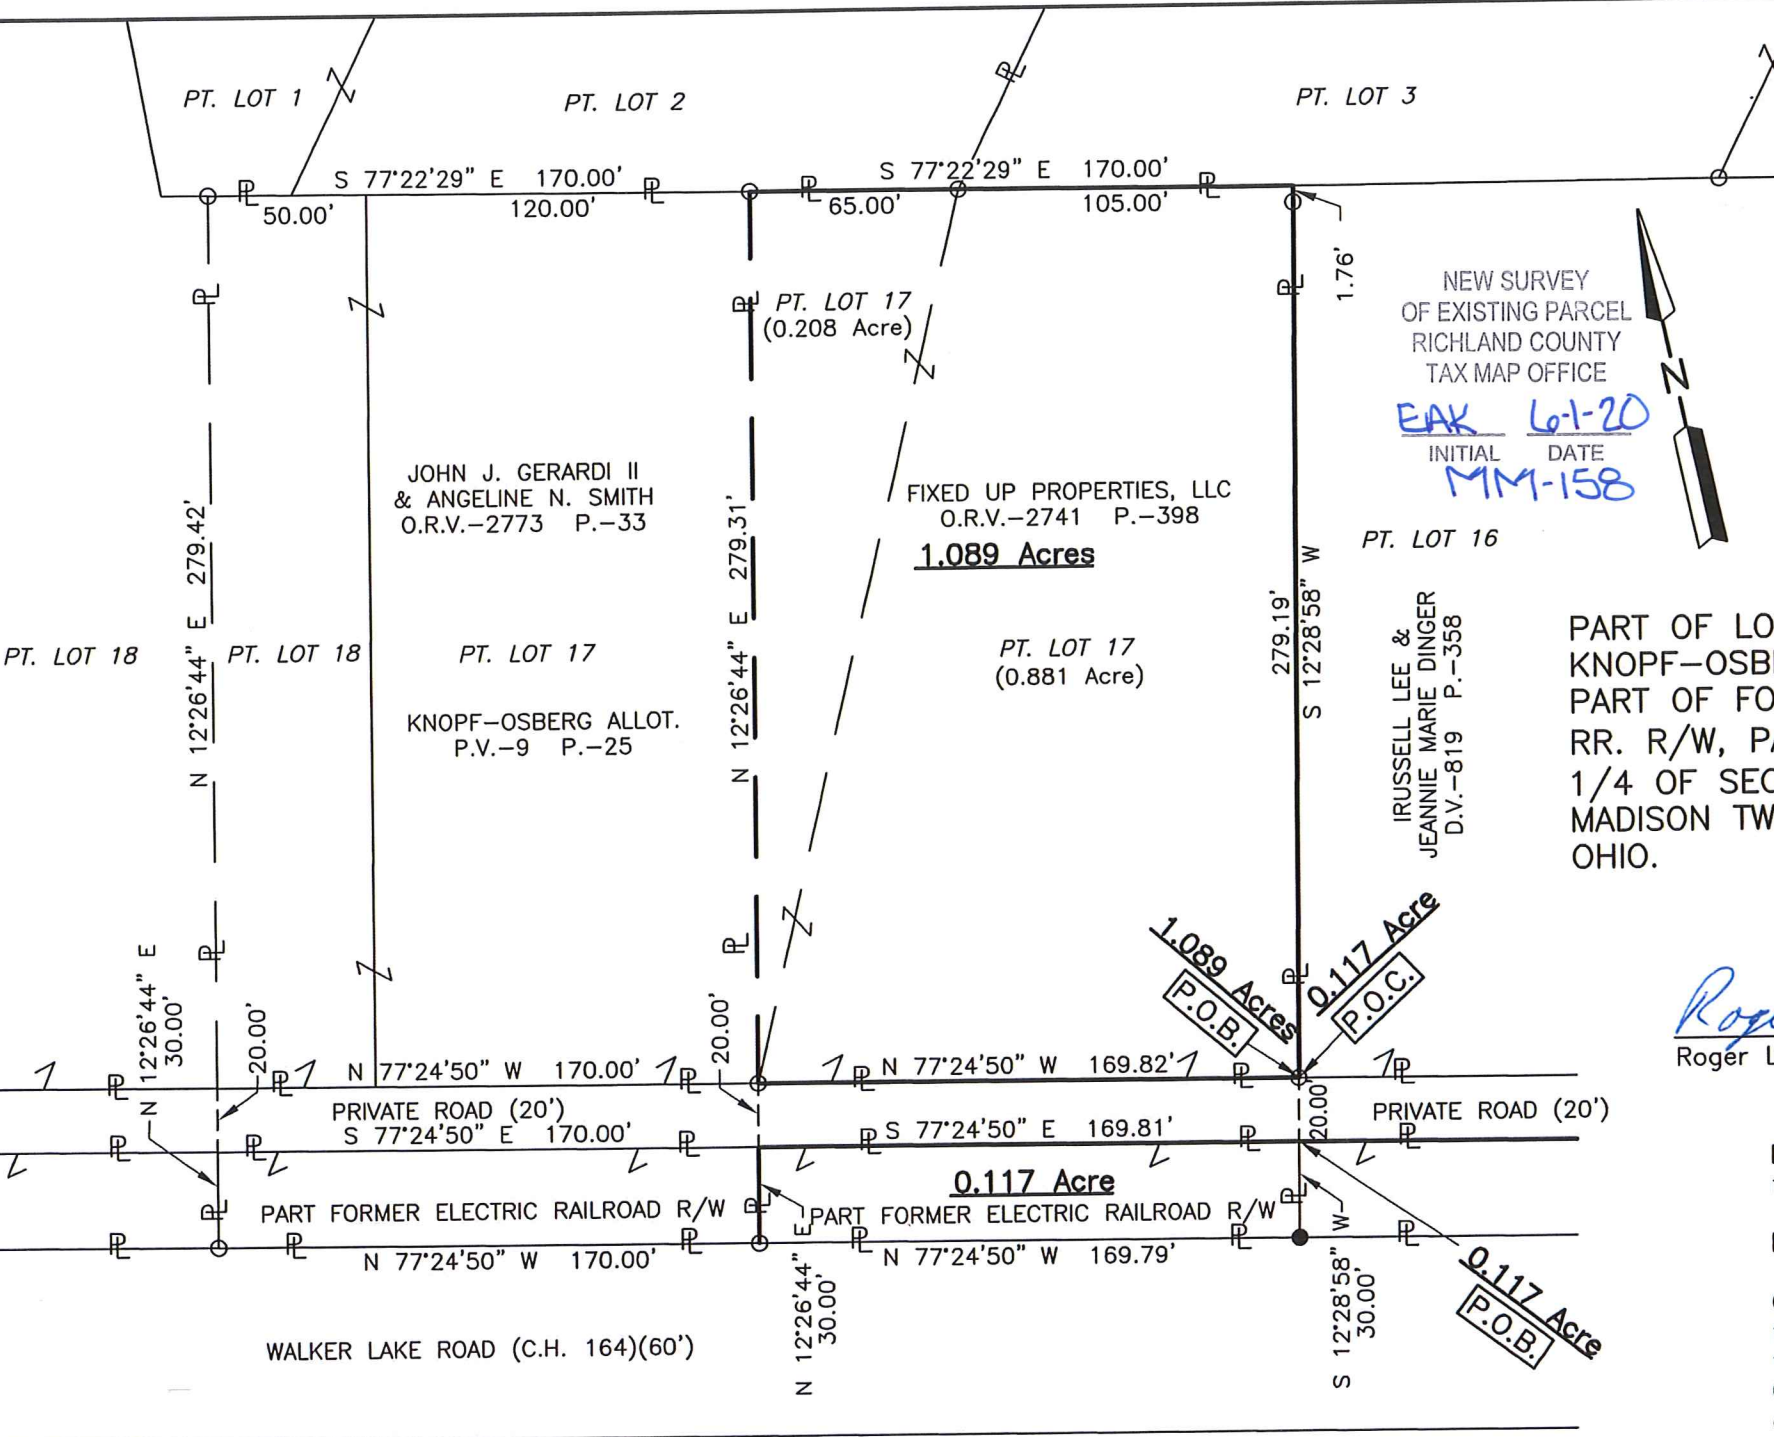 PT. LOT 1
PT. LOT 2
PT. LOT 3
S 77°22'29" E 170.00'
50.00'
120.00'
S 77°22'29" E 170.00'
65.00'
105.00'
1.76'
PT. LOT 17
(0.208 Acre)
NEW SURVEY
OF EXISTING PARCEL
RICHLAND COUNTY
TAX MAP OFFICE
EAK 6-1-20
INITIAL DATE
MM-158
N
JOHN J. GERARDI II
& ANGELINE N. SMITH
O.R.V.-2773 P.-33
FIXED UP PROPERTIES, LLC
O.R.V.-2741 P.-398
1.089 Acres
PT. LOT 16
N 12°26'44" E 279.42'
N 12°26'44" E 279.31'
279.19'
S 12°28'58" W
IRUSSELL LEE &
JEANNIE MARIE DINGER
D.V.-819 P.-358
PT. LOT 18
PT. LOT 18
PT. LOT 17
PT. LOT 17
(0.881 Acre)
KNOPF-OSBERG ALLOT.
P.V.-9 P.-25
PART OF LO
KNOPF-OSB
PART OF FO
RR. R/W, PA
1/4 OF SEC
MADISON TW
OHIO.
1.089 Acres
P.O.B.
0.117 Acre
P.O.C.
Roge
Roger L
N 12°26'44" E
30.00'
20.00'
20.00'
N 77°24'50" W 170.00'
N 77°24'50" W 169.82'
PRIVATE ROAD (20')
S 77°24'50" E 170.00'
S 77°24'50" E 169.81'
20.00'
PRIVATE ROAD (20')
0.117 Acre
PART FORMER ELECTRIC RAILROAD R/W
PART FORMER ELECTRIC RAILROAD R/W
N 77°24'50" W 170.00'
N 77°24'50" W 169.79'
N 12°26'44" E
30.00'
S 12°28'58" W
30.00'
0.117 Acre
P.O.B.
WALKER LAKE ROAD (C.H. 164)(60')